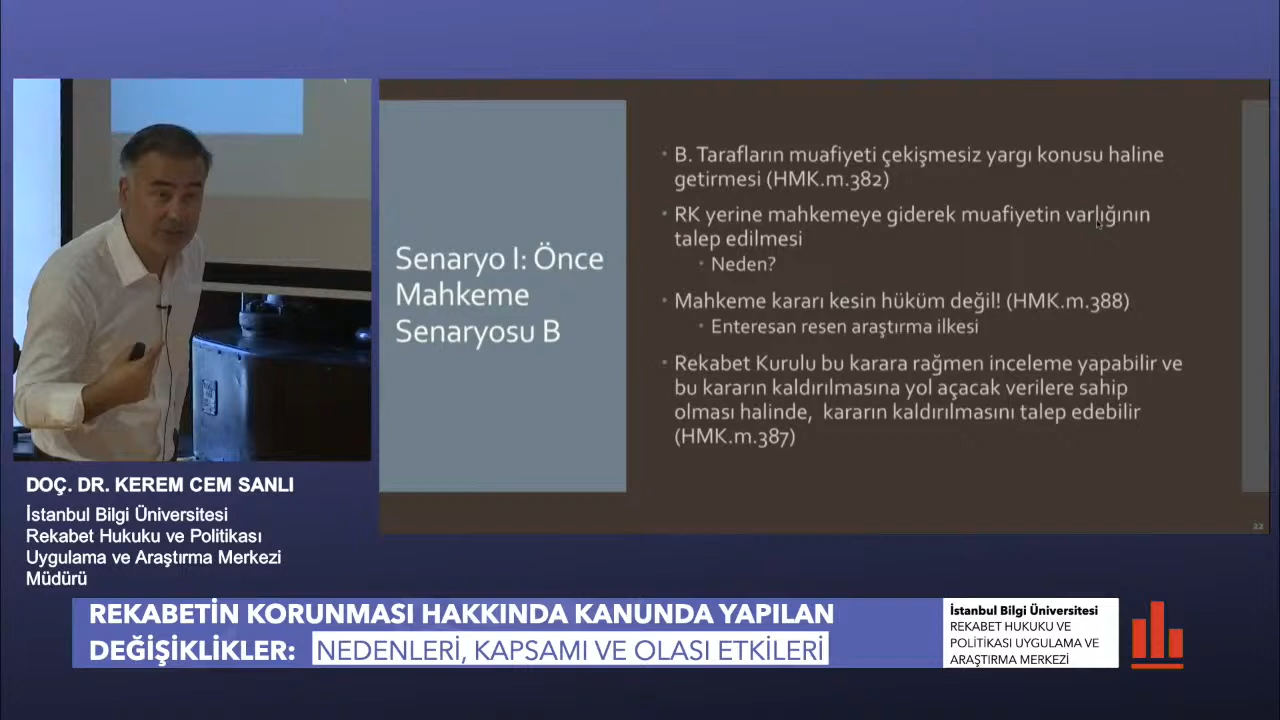 Senaryo I: Önce
Mahkeme
Senaryosu B
• B. Tarafların muafiyeti çekişmesiz yargı konusu haline
getirmesi (HMK.m.382)
• RK yerine mahkemeye giderek muafiyetin varlığının
talep edilmesi
• Neden?
• Mahkeme kararı kesin hüküm değil! (HMK.m.388)
• Enteresan resen araştırma ilkesi
• Rekabet Kurulu bu karara rağmen inceleme yapabilir ve
bu kararın kaldırılmasına yol açacak verilere sahip
olması halinde, kararın kaldırılmasını talep edebilir
(HMK.m.387)
22
DOÇ. DR. KEREM CEM SANLI
İstanbul Bilgi Üniversitesi
Rekabet Hukuku ve Politikası
Uygulama ve Araştırma Merkezi
Müdürü
REKABETİN KORUNMASI HAKKINDA KANUNDA YAPILAN
DEĞİŞİKLİKLER: NEDENLERİ, KAPSAMI VE OLASI ETKİLERİ
İstanbul Bilgi Üniversitesi
REKABET HUKUKU VE
POLİTİKASI UYGULAMA VE
ARAŞTIRMA MERKEZİ